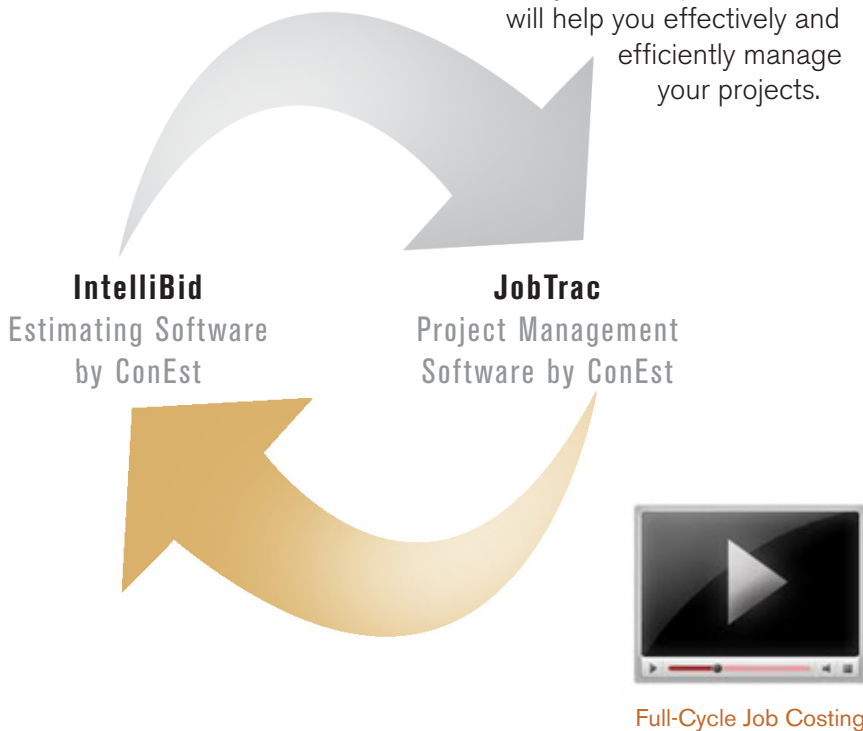 will help you effectively and
efficiently manage
your projects.
IntelliBid
Estimating Software
by ConEst
JobTrac
Project Management
Software by ConEst
Full-Cycle Job Costing